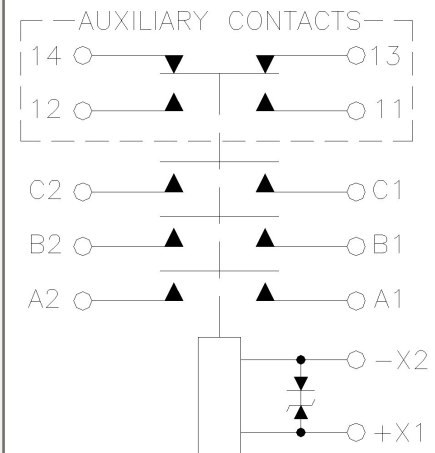 AUXILIARY CONTACTS
14 13
12 11
C2 C1
B2 B1
A2 A1
-X2
+X1